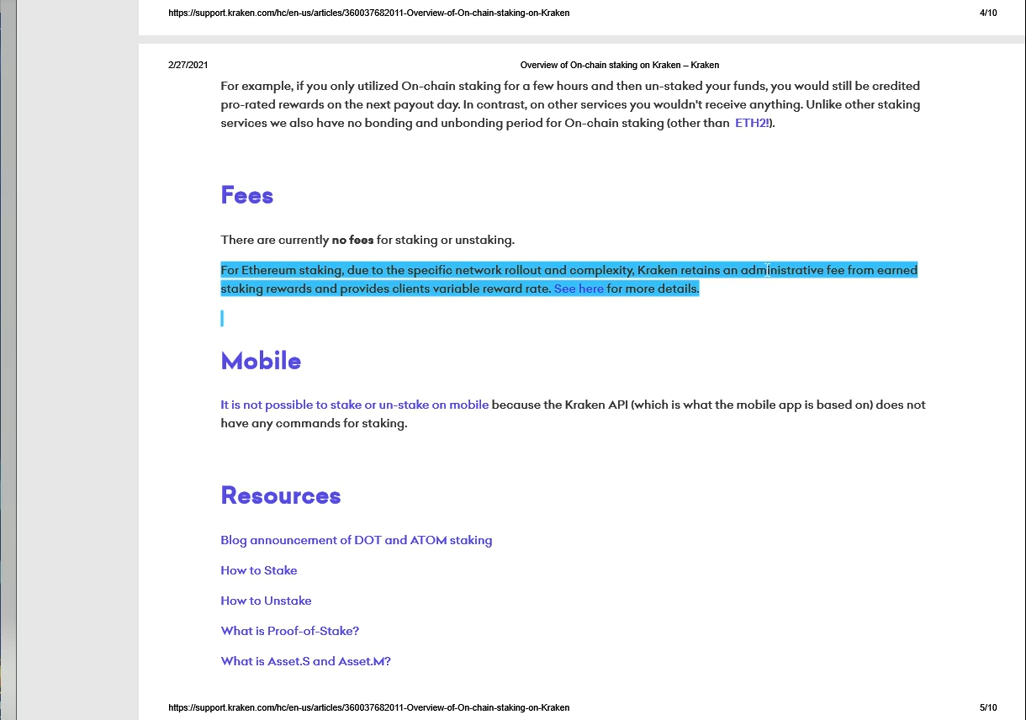 https://support.kraken.com/hc/en-us/articles/360037682011-Overview-of-On-chain-staking-on-Kraken 4/10
2/27/2021 Overview of On-chain staking on Kraken – Kraken
For example, if you only utilized On-chain staking for a few hours and then un-staked your funds, you would still be credited
pro-rated rewards on the next payout day. In contrast, on other services you wouldn't receive anything. Unlike other staking
services we also have no bonding and unbonding period for On-chain staking (other than ETH2!).
Fees
There are currently no fees for staking or unstaking.
For Ethereum staking, due to the specific network rollout and complexity, Kraken retains an administrative fee from earned
staking rewards and provides clients variable reward rate. See here for more details.
Mobile
It is not possible to stake or un-stake on mobile because the Kraken API (which is what the mobile app is based on) does not
have any commands for staking.
Resources
Blog announcement of DOT and ATOM staking
How to Stake
How to Unstake
What is Proof-of-Stake?
What is Asset.S and Asset.M?
https://support.kraken.com/hc/en-us/articles/360037682011-Overview-of-On-chain-staking-on-Kraken 5/10